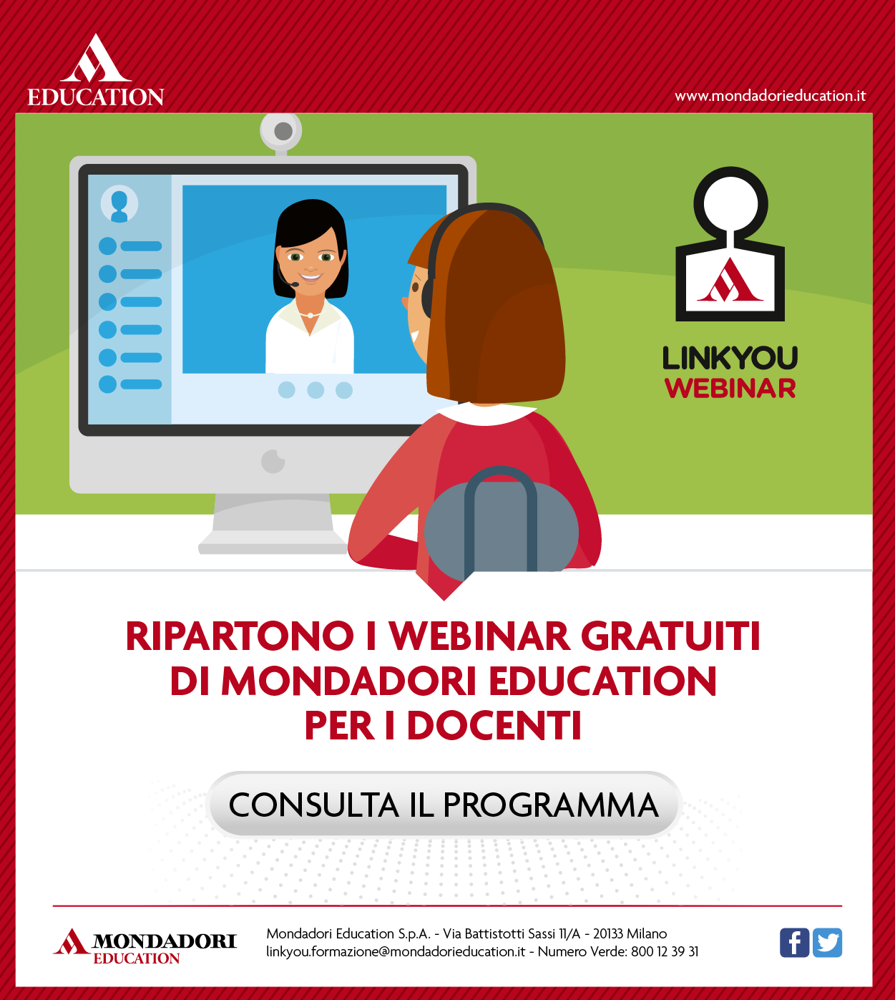 EDUCATION
www.mondadorieducation.it
LINKYOU
WEBINAR
RIPARTONO I WEBINAR GRATUITI
DI MONDADORI EDUCATION
PER I DOCENTI
CONSULTA IL PROGRAMMA
MONDADORI
EDUCATION
Mondadori Education S.p.A. - Via Battistotti Sassi 11/A - 20133 Milano
linkyou.formazione@mondadorieducation.it - Numero Verde: 800 12 39 31